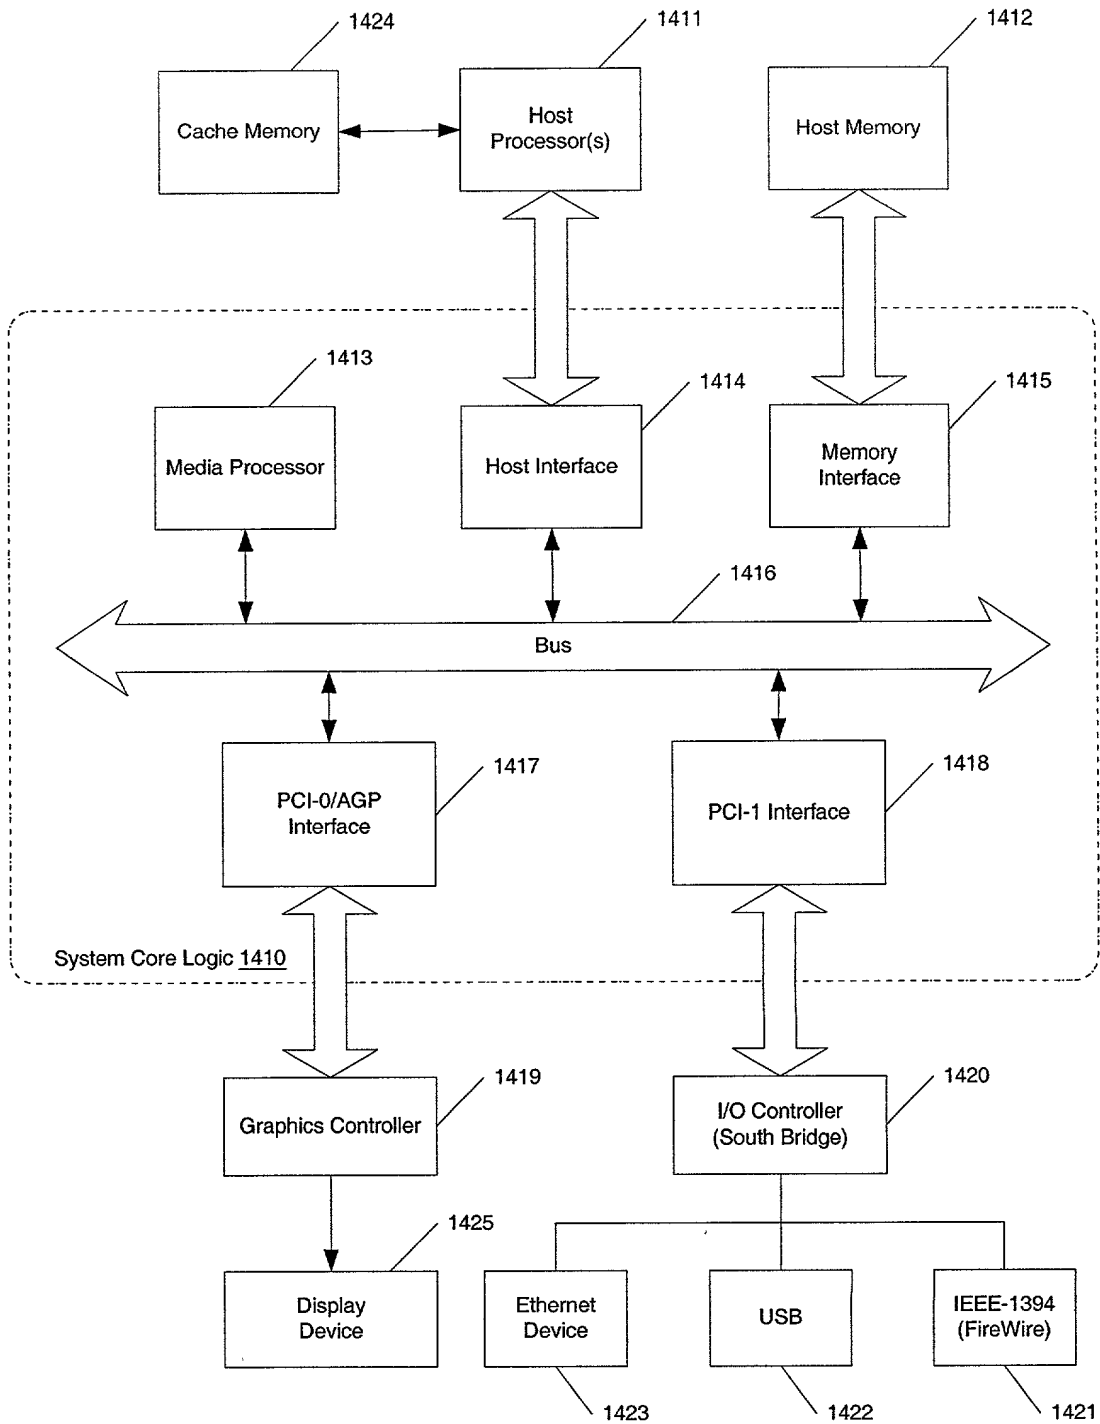 1424
1411
1412
Cache Memory
Host
Processor(s)
Host Memory
1413
1414
1415
Media Processor
Host Interface
Memory
Interface
1416
Bus
1417
1418
PCI-0/AGP
Interface
PCI-1 Interface
System Core Logic 1410
1419
1420
Graphics Controller
I/O Controller
(South Bridge)
1425
Display
Device
Ethernet
Device
USB
IEEE-1394
(FireWire)
1423
1422
1421